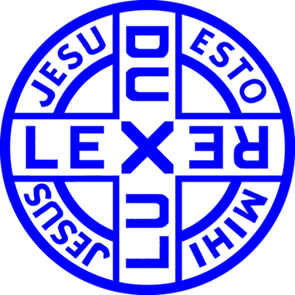 JESU ESTO
DUX
LEX REX
LUX
JESUS MIHI